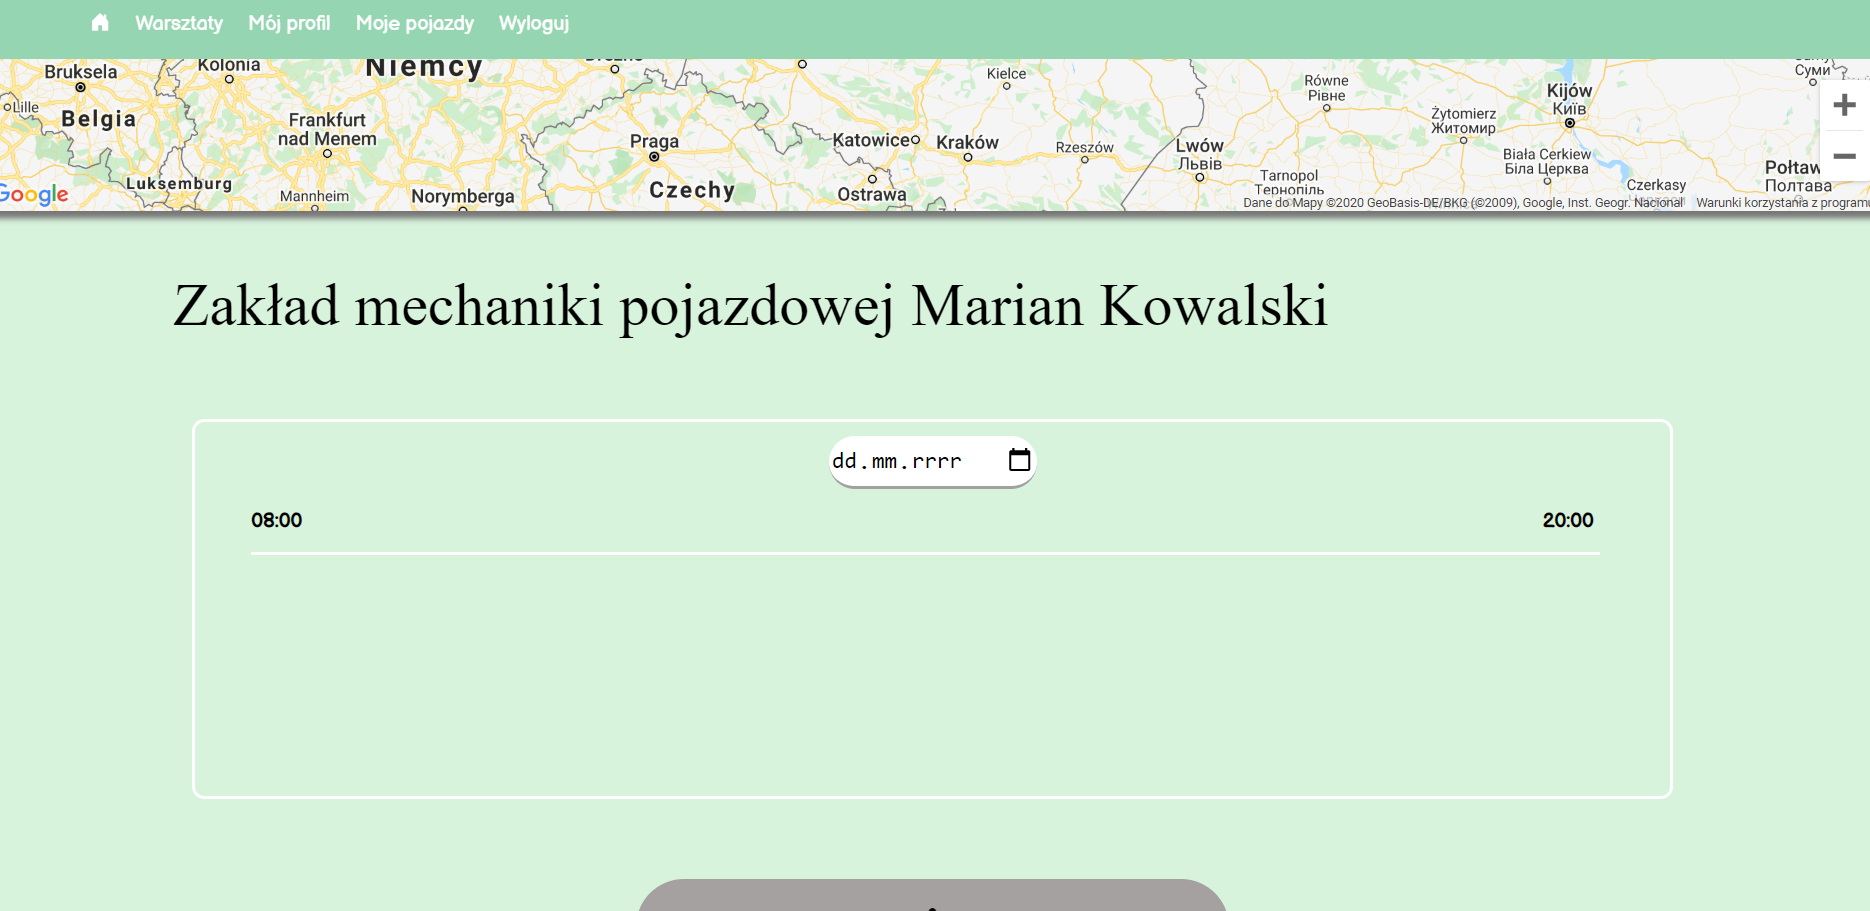 Warsztaty Mój profil Moje pojazdy Wyloguj
Bruksela
Kolonia
Niemcy
Kielce
Równe
Рівне
Суми
Lille
Belgia
Frankfurt
nad Menem
Praga
Katowice
Kraków
Rzeszów
Lwów
Львів
Żytomierz
Житомир
Kijów
Київ
Biała Cerkiew
Біла Церква
Luksemburg
Mannheim
Norymberga
Czechy
Ostrawa
Tarnopol
Тернопіль
Czerkasy
Połtaw
Полтава
Google
Dane do Mapy ©2020 GeoBasis-DE/BKG (©2009), Google, Inst. Geogr. Nacional Warunki korzystania z programu
Zakład mechaniki pojazdowej Marian Kowalski
dd.mm.rrrr
08:00 20:00